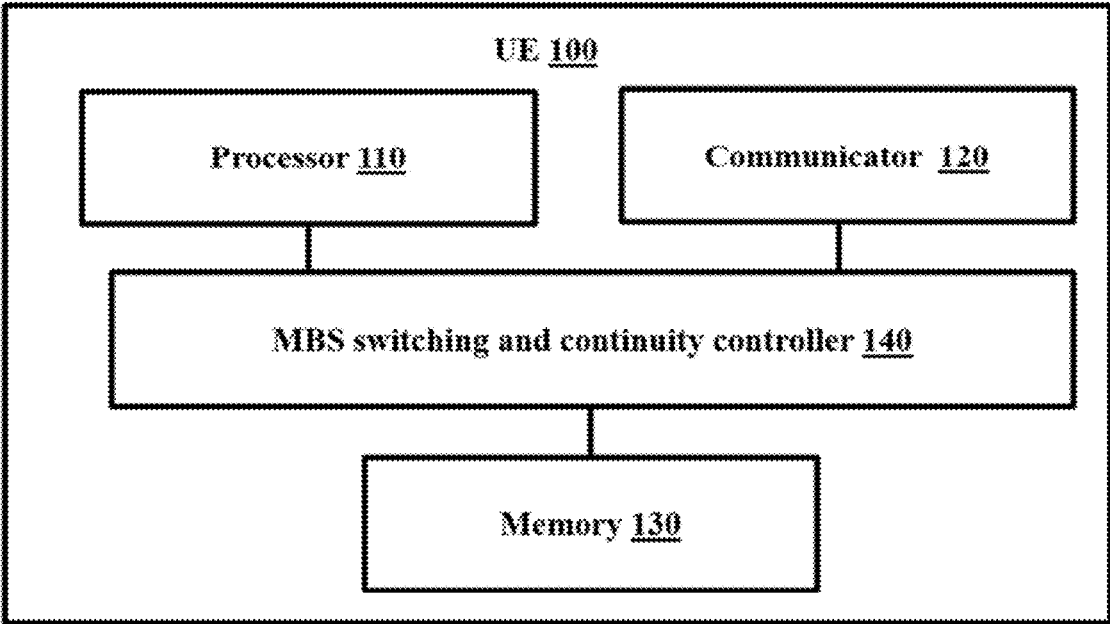 UE 100
Processor 110
Communicator 120
MBS switching and continuity controller 140
Memory 130